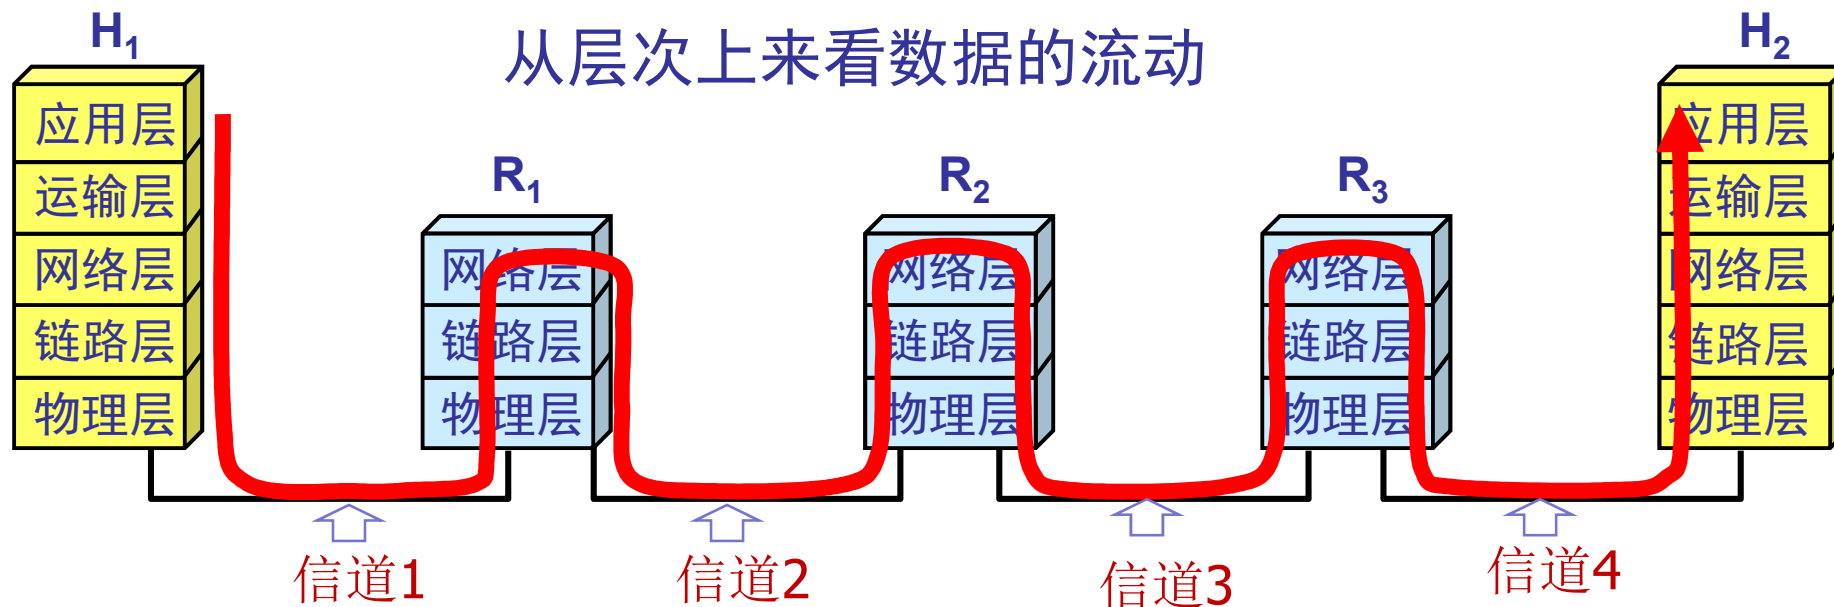 从层次上来看数据的流动
H1
应用层
运输层
网络层
链路层
物理层
R1
网络层
链路层
物理层
R2
网络层
链路层
物理层
R3
网络层
链路层
物理层
H2
应用层
运输层
网络层
链路层
物理层
信道1
信道2
信道3
信道4